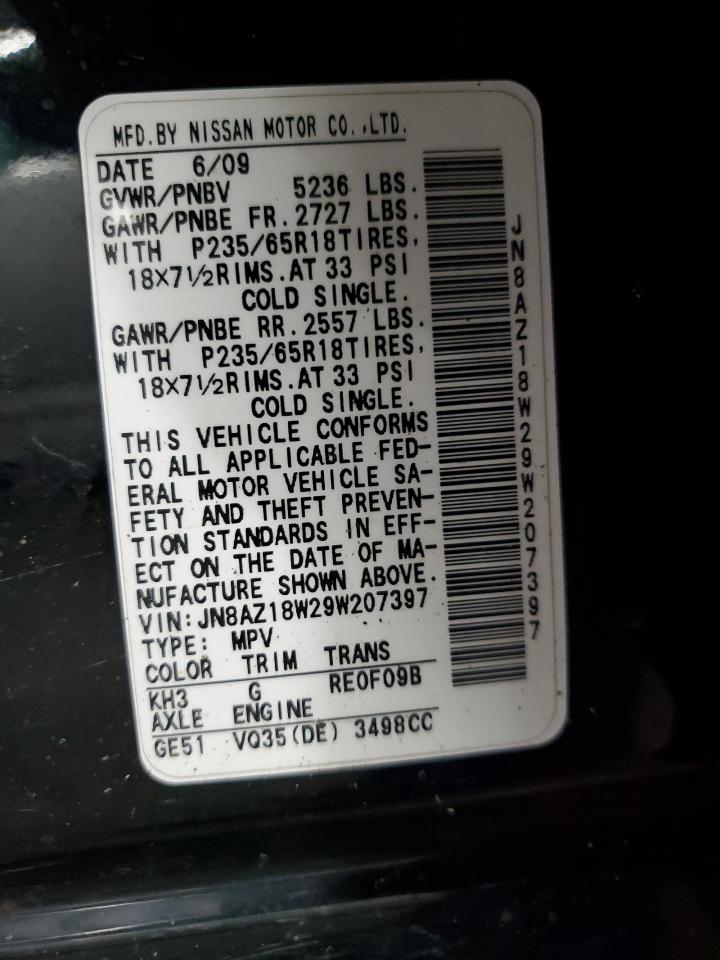 MFD.BY NISSAN MOTOR CO.,LTD.
DATE 6/09
GVWR/PNBV 5236 LBS.
GAWR/PNBE FR.2727 LBS.
WITH P235/65R18TIRES,
18×7½RIMS.AT 33 PSI
COLD SINGLE.
GAWR/PNBE RR.2557 LBS.
WITH P235/65R18TIRES,
18×7½RIMS.AT 33 PSI
COLD SINGLE.
THIS VEHICLE CONFORMS
TO ALL APPLICABLE FED-
ERAL MOTOR VEHICLE SA-
FETY AND THEFT PREVEN-
TION STANDARDS IN EFF-
ECT ON THE DATE OF MA-
NUFACTURE SHOWN ABOVE.
VIN:JN8AZ18W29W207397
TYPE: MPV
COLOR TRIM TRANS
KH3 G RE0F09B
AXLE ENGINE
GE51 VQ35(DE) 3498CC
JN8AZ18W29W207397